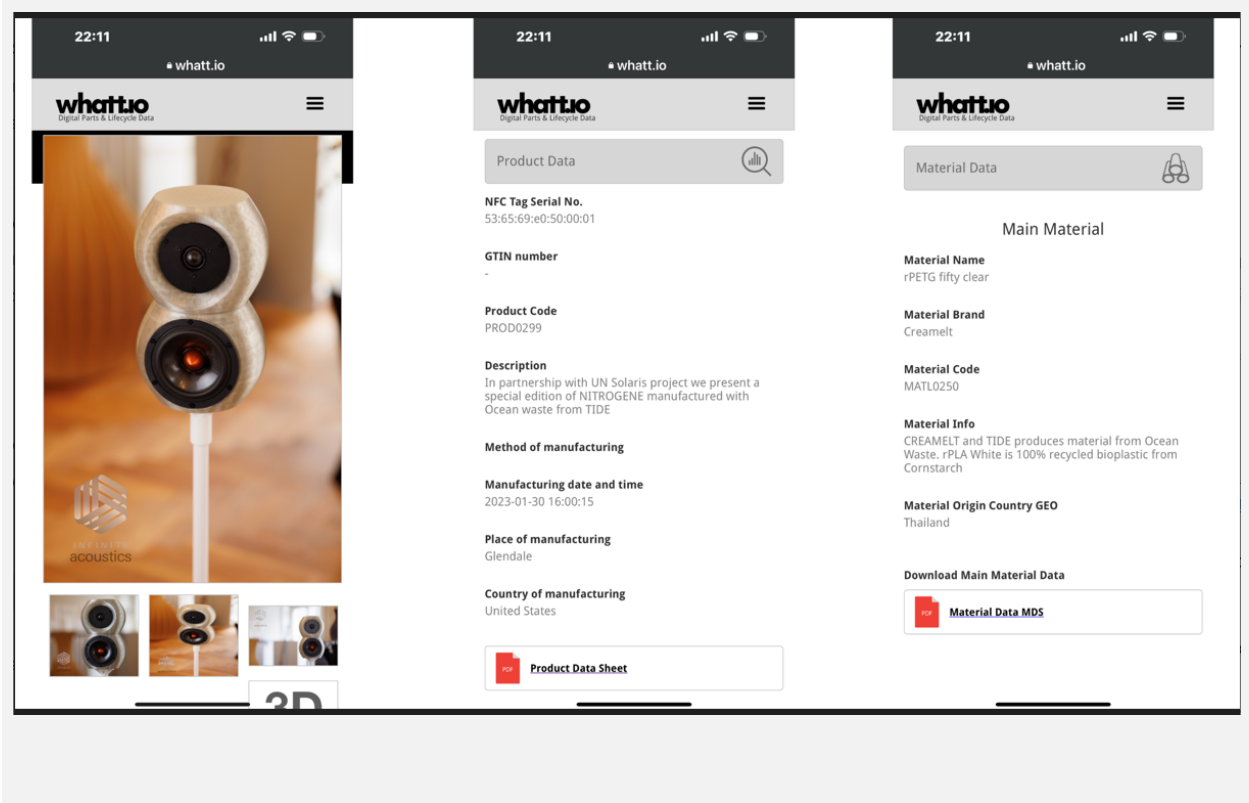 22:11
whatt.io
whatt.io
Digital Parts & Lifecycle Data
INFINITE
acoustics
3D
22:11
whatt.io
whatt.io
Digital Parts & Lifecycle Data
Product Data
NFC Tag Serial No.
53:65:69:e0:50:00:01
GTIN number
-
Product Code
PROD0299
Description
In partnership with UN Solaris project we present a
special edition of NITROGENE manufactured with
Ocean waste from TIDE
Method of manufacturing
Manufacturing date and time
2023-01-30 16:00:15
Place of manufacturing
Glendale
Country of manufacturing
United States
PDF
Product Data Sheet
22:11
whatt.io
whatt.io
Digital Parts & Lifecycle Data
Material Data
Main Material
Material Name
rPETG fifty clear
Material Brand
Creamelt
Material Code
MATL0250
Material Info
CREAMELT and TIDE produces material from Ocean
Waste. rPLA White is 100% recycled bioplastic from
Cornstarch
Material Origin Country GEO
Thailand
Download Main Material Data
PDF
Material Data MDS